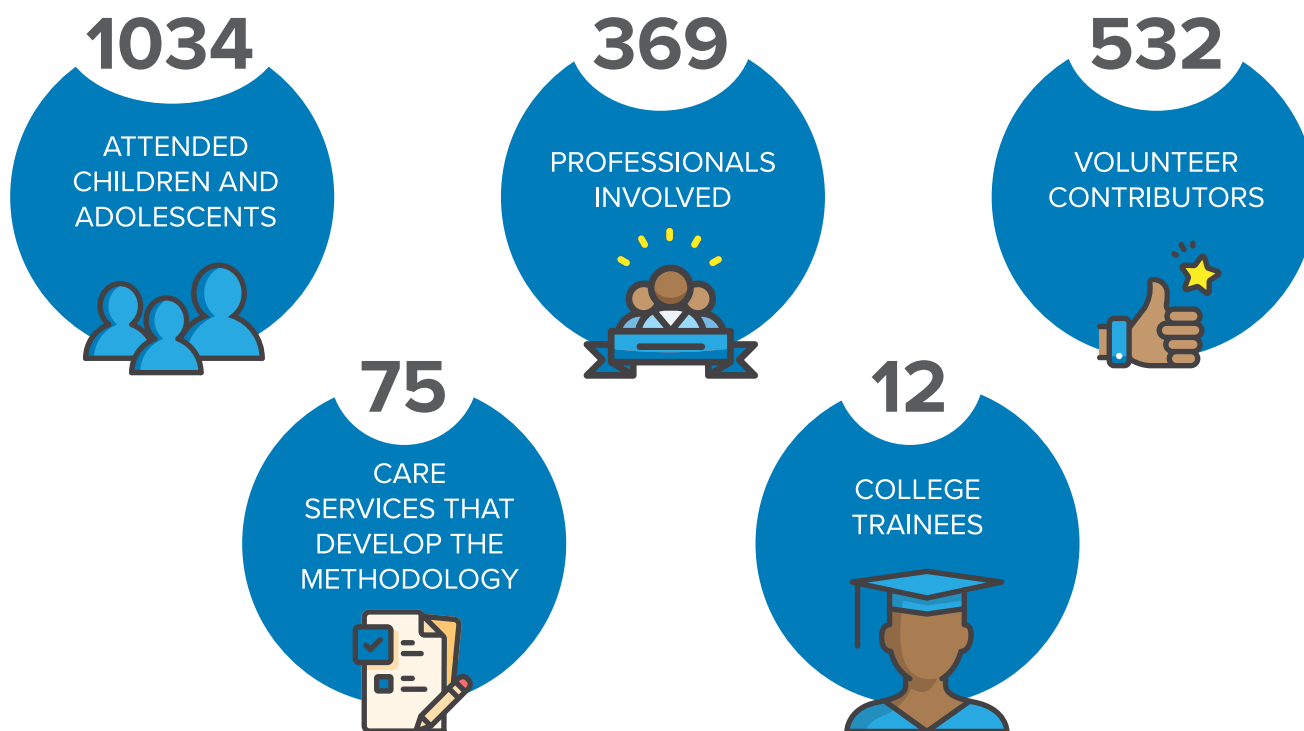 1034
ATTENDED
CHILDREN AND
ADOLESCENTS
369
PROFESSIONALS
INVOLVED
532
VOLUNTEER
CONTRIBUTORS
75
CARE
SERVICES THAT
DEVELOP THE
METHODOLOGY
12
COLLEGE
TRAINEES